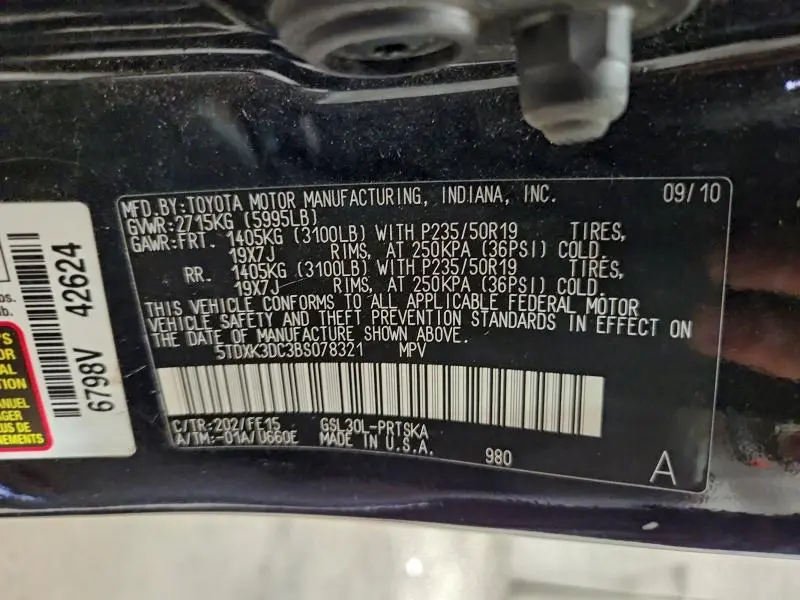 MFD.BY:TOYOTA MOTOR MANUFACTURING, INDIANA, INC. 09/10
GVWR:2715KG (5995LB)
GAWR:FRT. 1405KG (3100LB) WITH P235/50R19 TIRES,
19X7J RIMS, AT 250KPA (36PSI) COLD.
RR. 1405KG (3100LB) WITH P235/50R19 TIRES,
19X7J RIMS, AT 250KPA (36PSI) COLD.
THIS VEHICLE CONFORMS TO ALL APPLICABLE FEDERAL MOTOR
VEHICLE SAFETY AND THEFT PREVENTION STANDARDS IN EFFECT ON
THE DATE OF MANUFACTURE SHOWN ABOVE.
5TDXK3DC3BS078321 MPV
C/TR:202/FE15 GSL30L-PRTSKA
A/TM:-01A/U660E MADE IN U.S.A.
980 A
6798V 42624